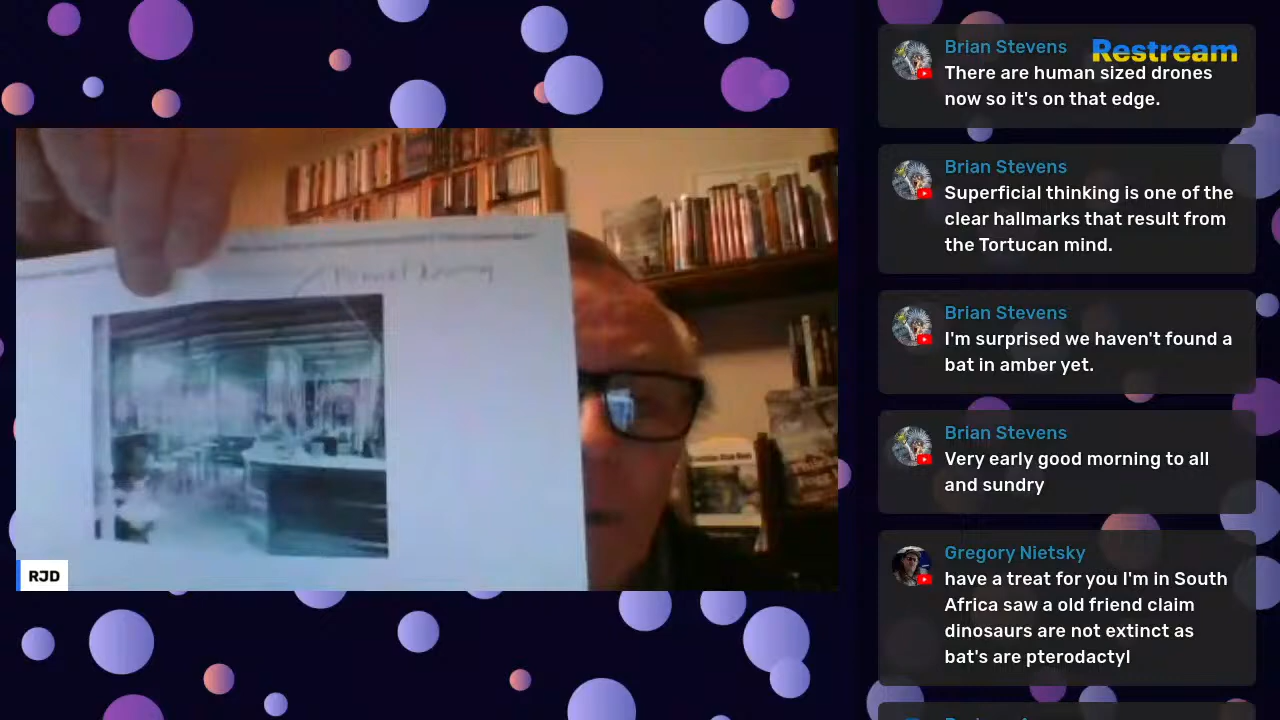 Brian Stevens
Restream
There are human sized drones
now so it's on that edge.
Brian Stevens
Superficial thinking is one of the
clear hallmarks that result from
the Tortucan mind.
Brian Stevens
I'm surprised we haven't found a
bat in amber yet.
Brian Stevens
Very early good morning to all
and sundry
Gregory Nietsky
have a treat for you I'm in South
Africa saw a old friend claim
dinosaurs are not extinct as
bat's are pterodactyl
RJD